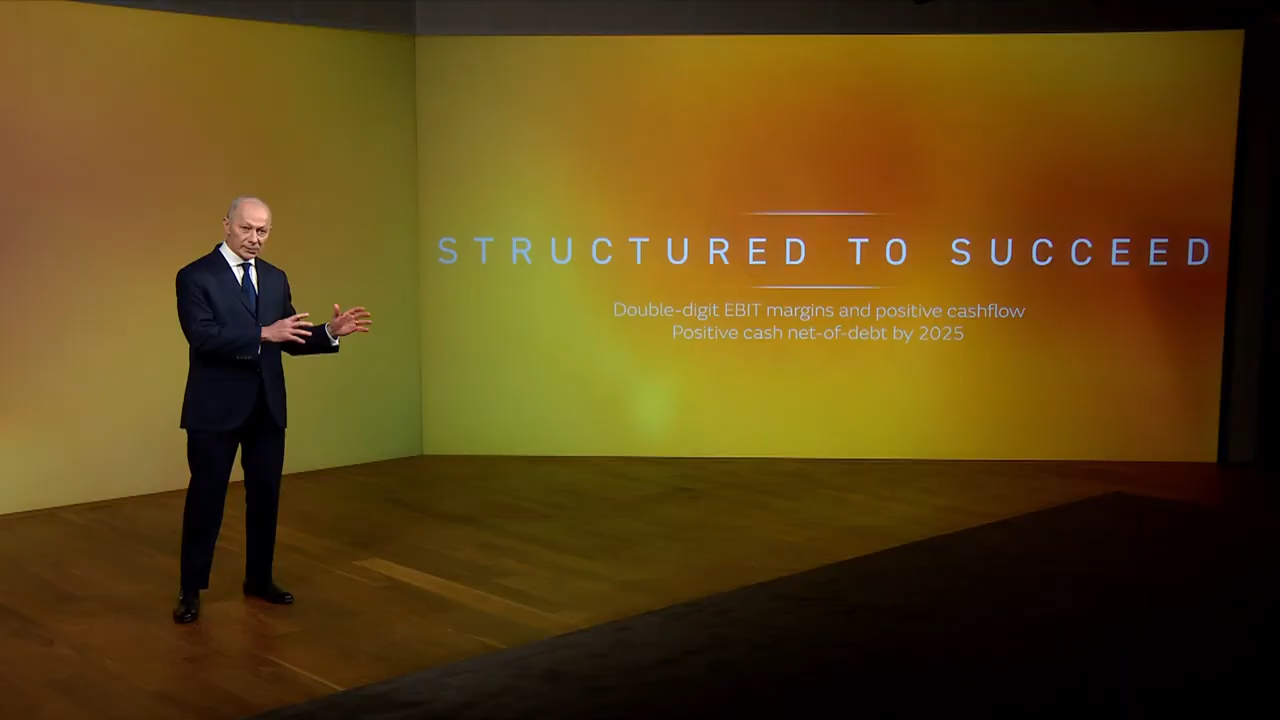 STRUCTURED TO SUCCEED
Double-digit EBIT margins and positive cashflow
Positive cash net-of-debt by 2025